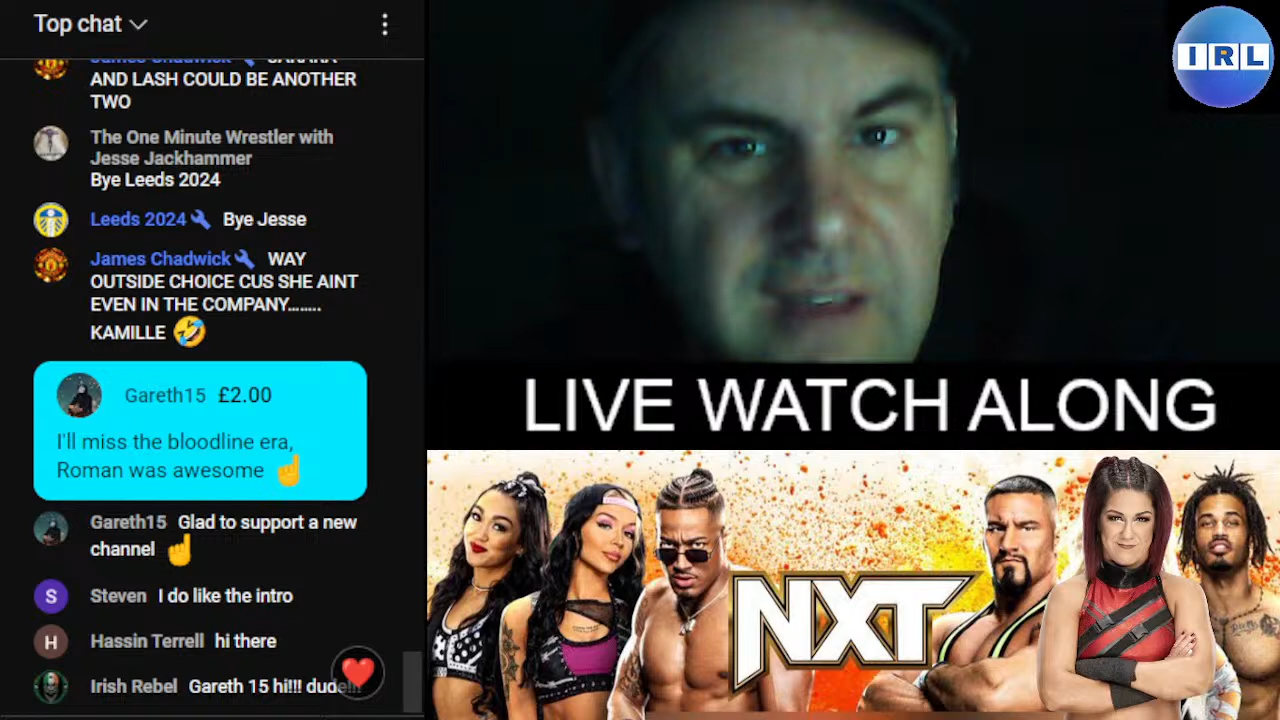 Top chat
AND LASH COULD BE ANOTHER
TWO
The One Minute Wrestler with
Jesse Jackhammer
Bye Leeds 2024
Leeds 2024 Bye Jesse
James Chadwick WAY
OUTSIDE CHOICE CUS SHE AINT
EVEN IN THE COMPANY........
KAMILLE 🤣
Gareth15 £2.00
I'll miss the bloodline era,
Roman was awesome ☝
Gareth15 Glad to support a new
channel ☝
S Steven I do like the intro
H Hassin Terrell hi there
Irish Rebel Gareth 15 hi!!! dude!!!
IRL
LIVE WATCH ALONG
NXT